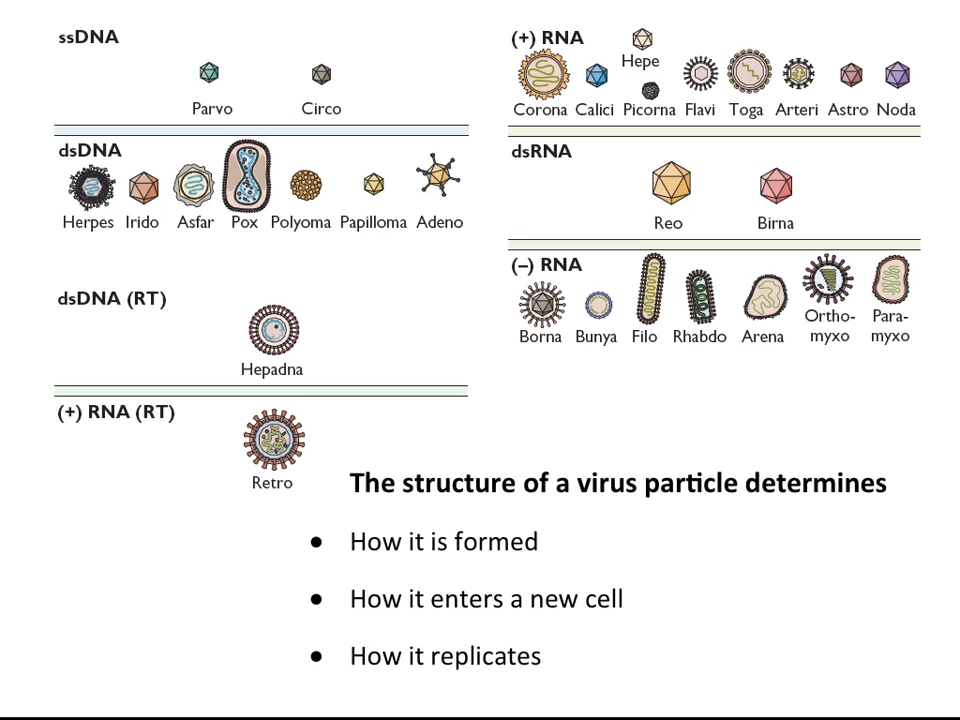 ssDNA
Parvo Circo
dsDNA
Herpes Irido Asfar Pox Polyoma Papilloma Adeno
dsDNA (RT)
Hepadna
(+) RNA (RT)
Retro
(+) RNA
Hepe
Corona Calici Picorna Flavi Toga Arteri Astro Noda
dsRNA
Reo Birna
(–) RNA
Borna Bunya Filo Rhabdo Arena Ortho-
myxo Para-
myxo
The structure of a virus particle determines
• How it is formed
• How it enters a new cell
• How it replicates